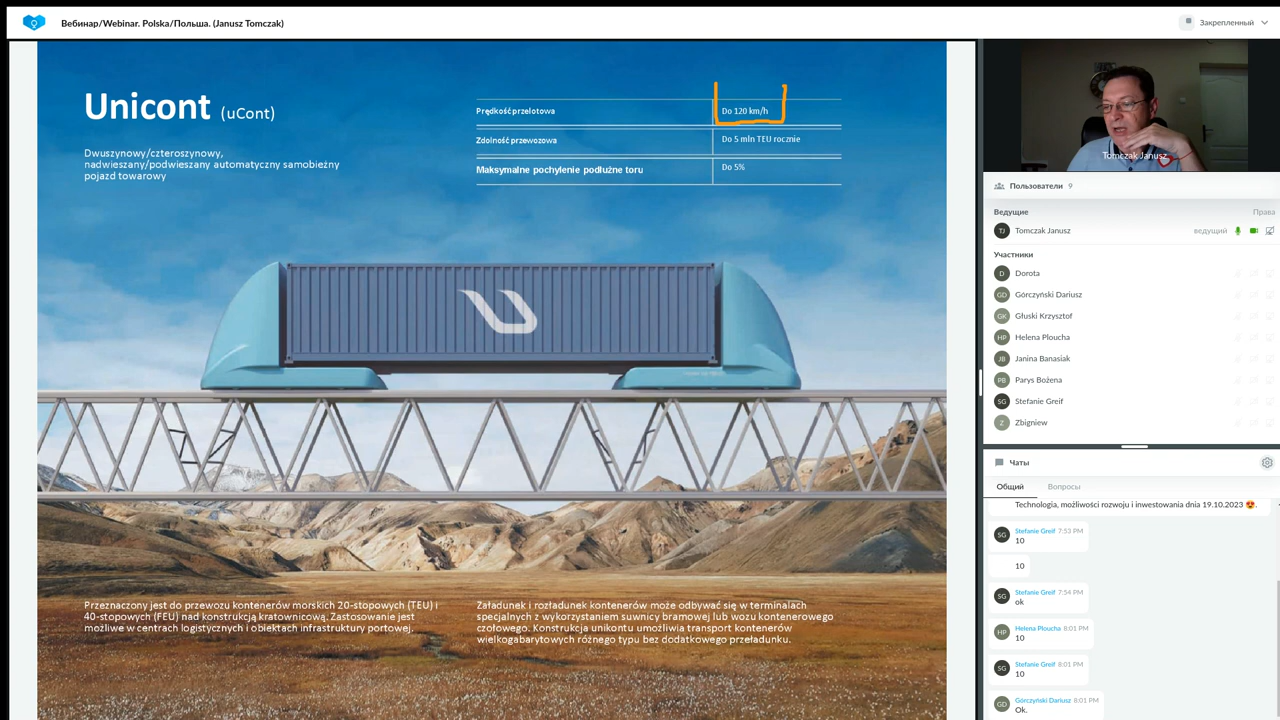 Вебинар/Webinar. Polska/Польша. (Janusz Tomczak)
Закрепленный
Unicont (uCont)
Dwuszynowy/czteroszynowy,
nadwieszany/podwieszany automatyczny samobieżny
pojazd towarowy
Prędkość przelotowa
Do 120 km/h
Zdolność przewozowa
Do 5 mln TEU rocznie
Maksymalne pochylenie podłużne toru
Do 5%
Przeznaczony jest do przewozu kontenerów morskich 20-stopowych (TEU) i
40-stopowych (FEU) nad konstrukcją kratownicową. Zastosowanie jest
możliwe w centrach logistycznych i obiektach infrastruktury portowej.
Załadunek i rozładunek kontenerów może odbywać się w terminalach
specjalnych z wykorzystaniem suwnicy bramowej lub wozu kontenerowego
czołowego. Konstrukcja unikontu umożliwia transport kontenerów
wielkogabarytowych różnego typu bez dodatkowego przeładunku.
Tomczak Janusz
Пользователи 9
Ведущие
Права
TJ
Tomczak Janusz
ведущий
Участники
D
Dorota
GD
Górczyński Dariusz
GK
Głuski Krzysztof
HP
Helena Ploucha
JB
Janina Banasiak
PB
Parys Bożena
SG
Stefanie Greif
Z
Zbigniew
Чаты
Общий
Вопросы
Technologia, możliwości rozwoju i inwestowania dnia 19.10.2023 😍.
SG
Stefanie Greif 7:53 PM
10
10
SG
Stefanie Greif 7:54 PM
ok
HP
Helena Ploucha 8:01 PM
10
SG
Stefanie Greif 8:01 PM
10
GD
Górczyński Dariusz 8:01 PM
Ok.